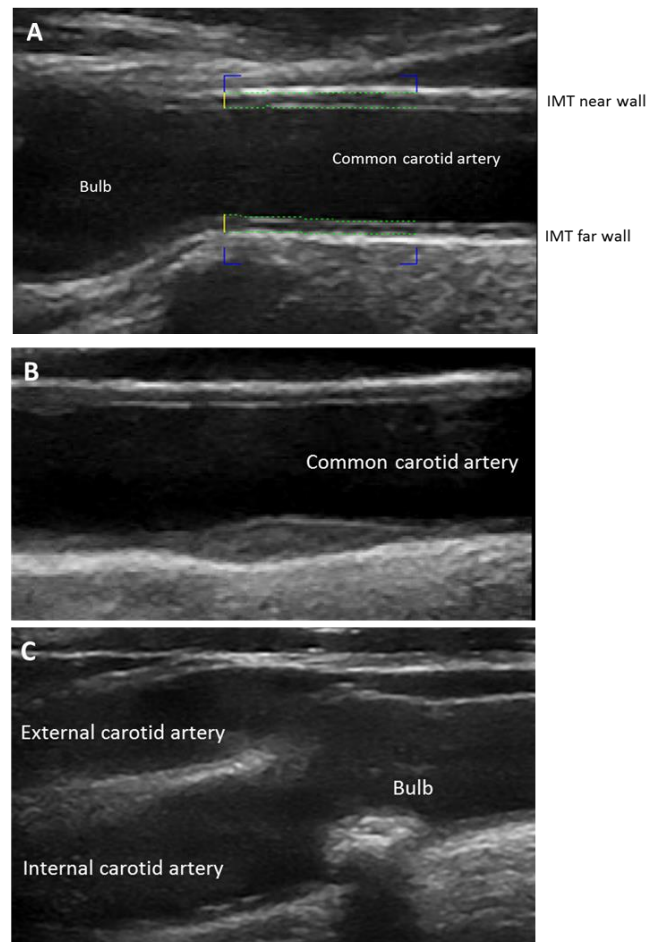 A
IMT near wall
Common carotid artery
Bulb
IMT far wall
B
Common carotid artery
C
External carotid artery
Bulb
Internal carotid artery